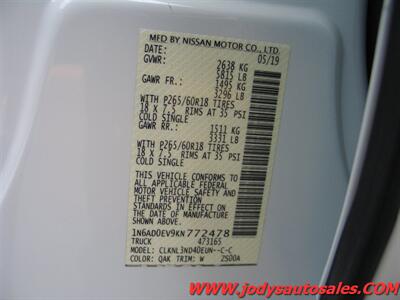 MFD BY NISSAN MOTOR CO., LTD.
DATE: 05/19
GVWR: 2638 KG
5815 LB
GAWR FR.: 1495 KG
3296 LB
WITH P265/60R18 TIRES
18 X 7.5 RIMS AT 35 PSI
COLD SINGLE
GAWR RR.: 1511 KG
3331 LB
WITH P265/60R18 TIRES
18 X 7.5 RIMS AT 35 PSI
COLD SINGLE
THIS VEHICLE CONFORMS TO ALL
APPLICABLE FEDERAL MOTOR
VEHICLE SAFETY AND THEFT
PREVENTION STANDARDS IN
EFFECT ON THE DATE OF
MANUFACTURE SHOWN ABOVE.
1N6AD0EV9KN772478
TRUCK 473165
MODEL: CLKNL3ND40EUN--C-C
COLOR: QAK TRIM: W ZSOOA
www.jodysautosales.com